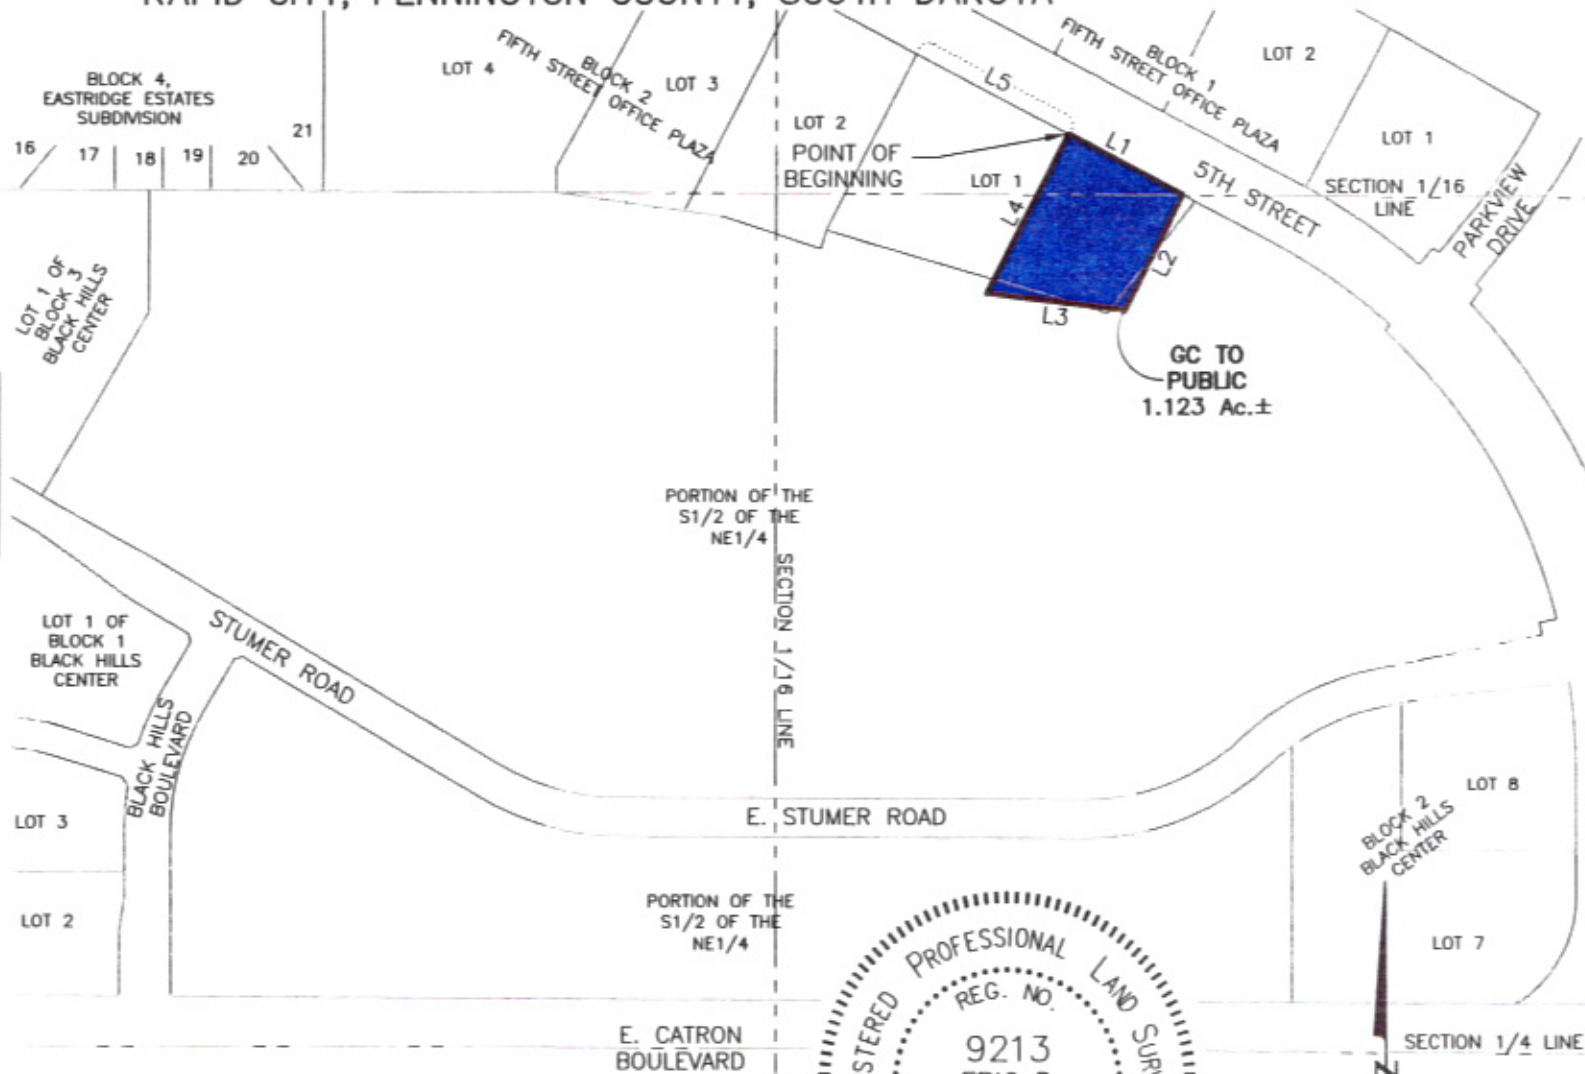 RAPID CITY, PENNINGTON COUNTY, SOUTH DAKOTA
BLOCK 4,
EASTRIDGE ESTATES
SUBDIVISION
16
17
18
19
20
21
LOT 4
BLOCK 2
FIFTH STREET OFFICE PLAZA
LOT 3
LOT 2
POINT OF
BEGINNING
LOT 1
L5
L1
L4
L2
L3
BLOCK 1
FIFTH STREET OFFICE PLAZA
LOT 2
LOT 1
5TH STREET
SECTION 1/16
LINE
PARKVIEW
DRIVE
GC TO
PUBLIC
1.123 Ac.±
LOT 1 OF
BLOCK 3
BLACK HILLS
CENTER
PORTION OF THE
S1/2 OF THE
NE1/4
SECTION 1/16 LINE
LOT 1 OF
BLOCK 1
BLACK HILLS
CENTER
STUMER ROAD
BLACK HILLS
BOULEVARD
LOT 3
LOT 2
E. STUMER ROAD
LOT 8
BLOCK 2
BLACK HILLS
CENTER
LOT 7
PORTION OF THE
S1/2 OF THE
NE1/4
PROFESSIONAL LAND
REG. NO.
9213
E. CATRON
BOULEVARD
SECTION 1/4 LINE